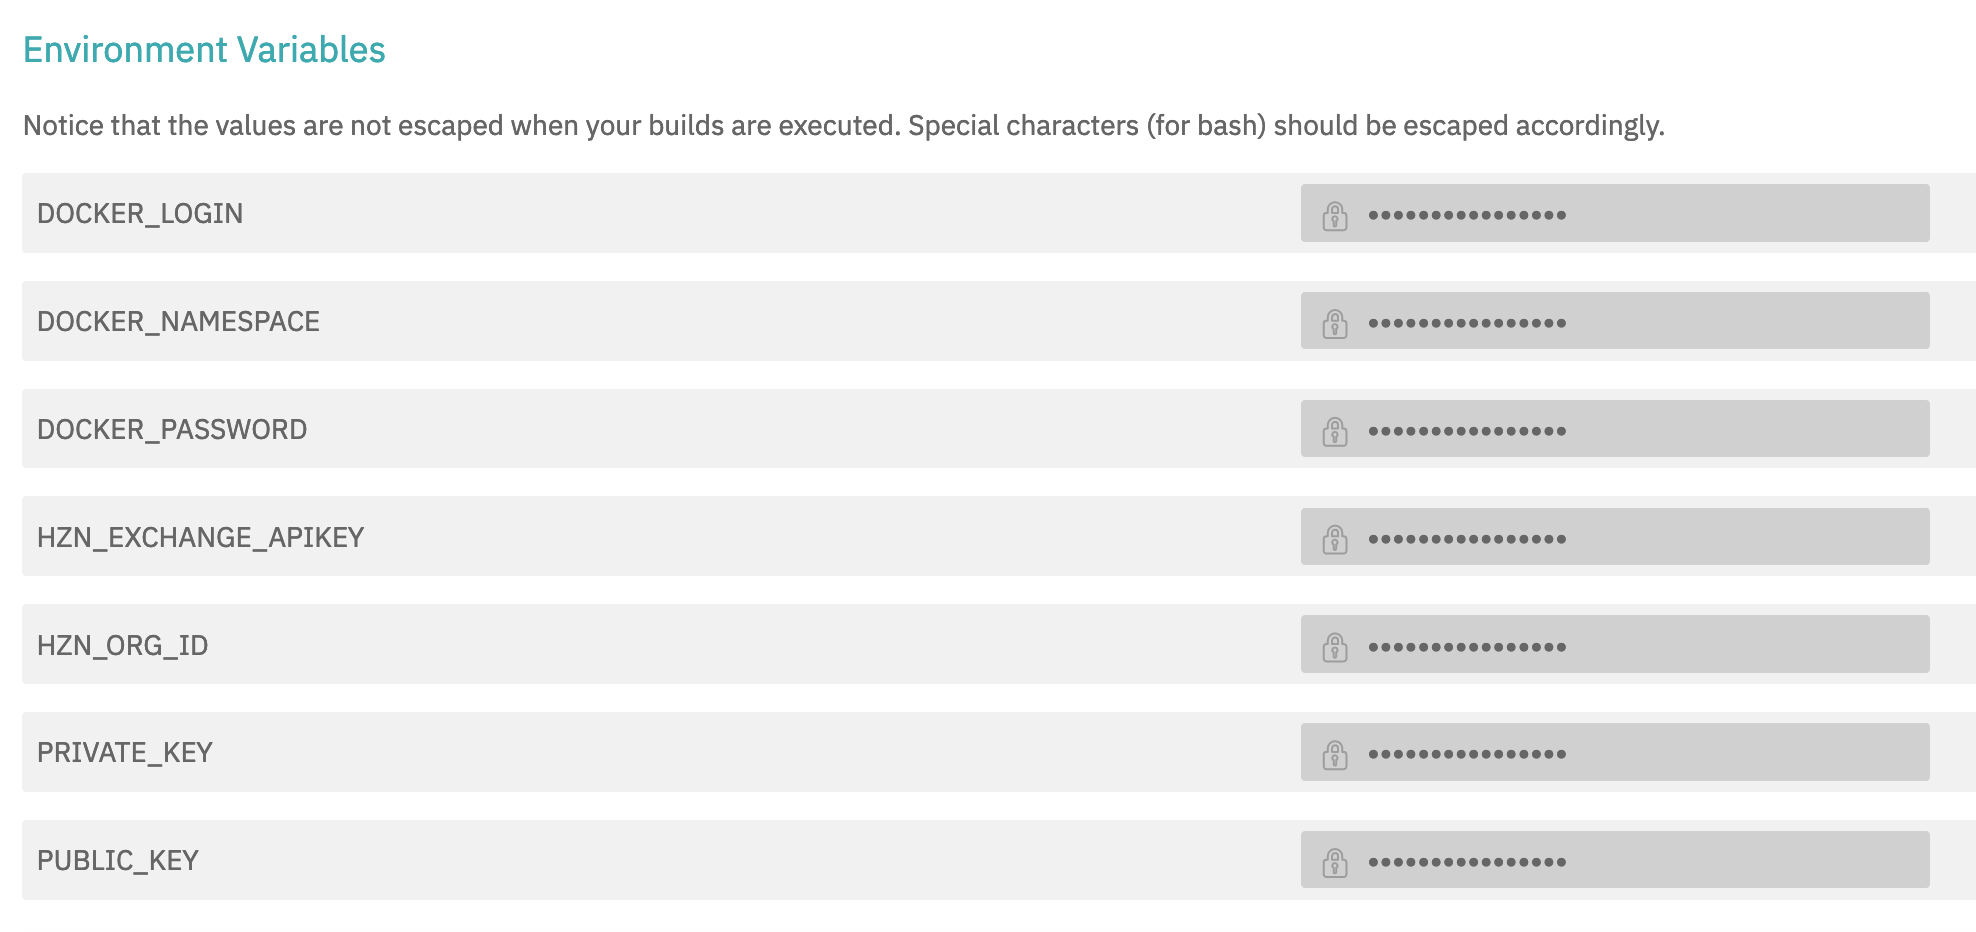 Environment Variables
Notice that the values are not escaped when your builds are executed. Special characters (for bash) should be escaped accordingly.
DOCKER_LOGIN ••••••••••••••••
DOCKER_NAMESPACE ••••••••••••••••
DOCKER_PASSWORD ••••••••••••••••
HZN_EXCHANGE_APIKEY ••••••••••••••••
HZN_ORG_ID ••••••••••••••••
PRIVATE_KEY ••••••••••••••••
PUBLIC_KEY ••••••••••••••••